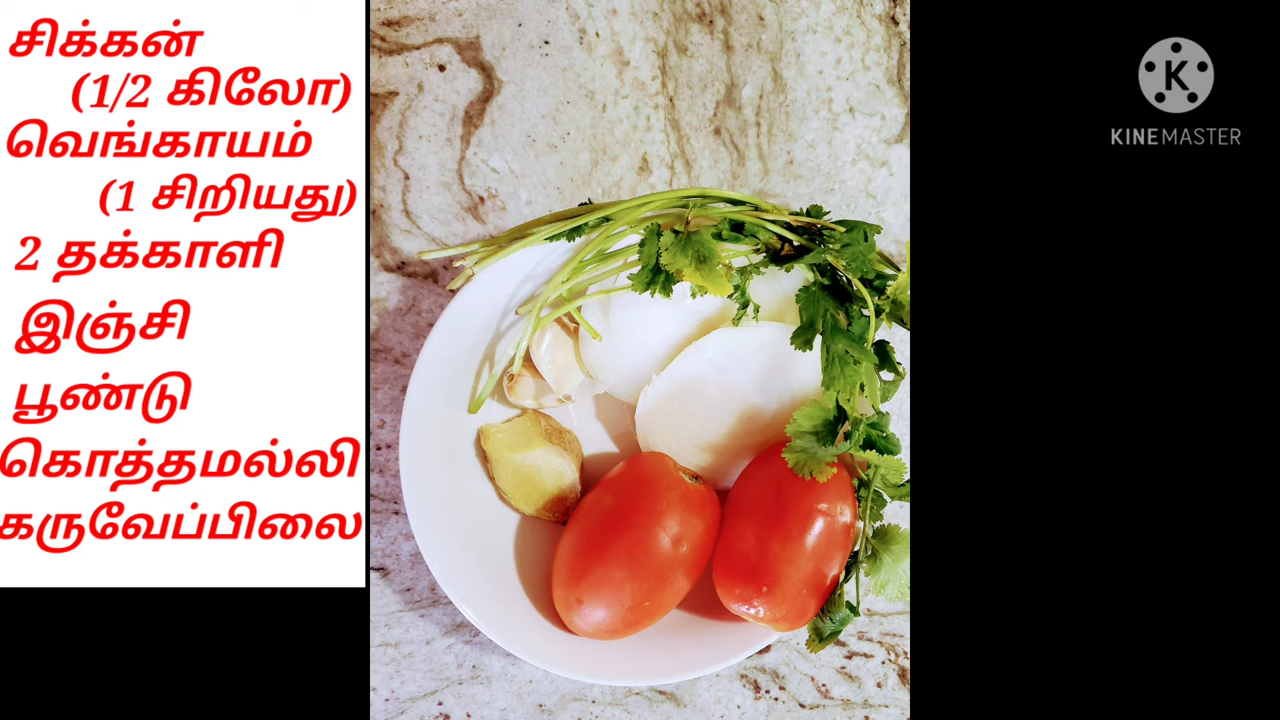 சிக்கன்
(1/2 கிலோ)
வெங்காயம்
(1 சிறியது)
2 தக்காளி
இஞ்சி
பூண்டு
கொத்தமல்லி
கருவேப்பிலை
K
KINEMASTER